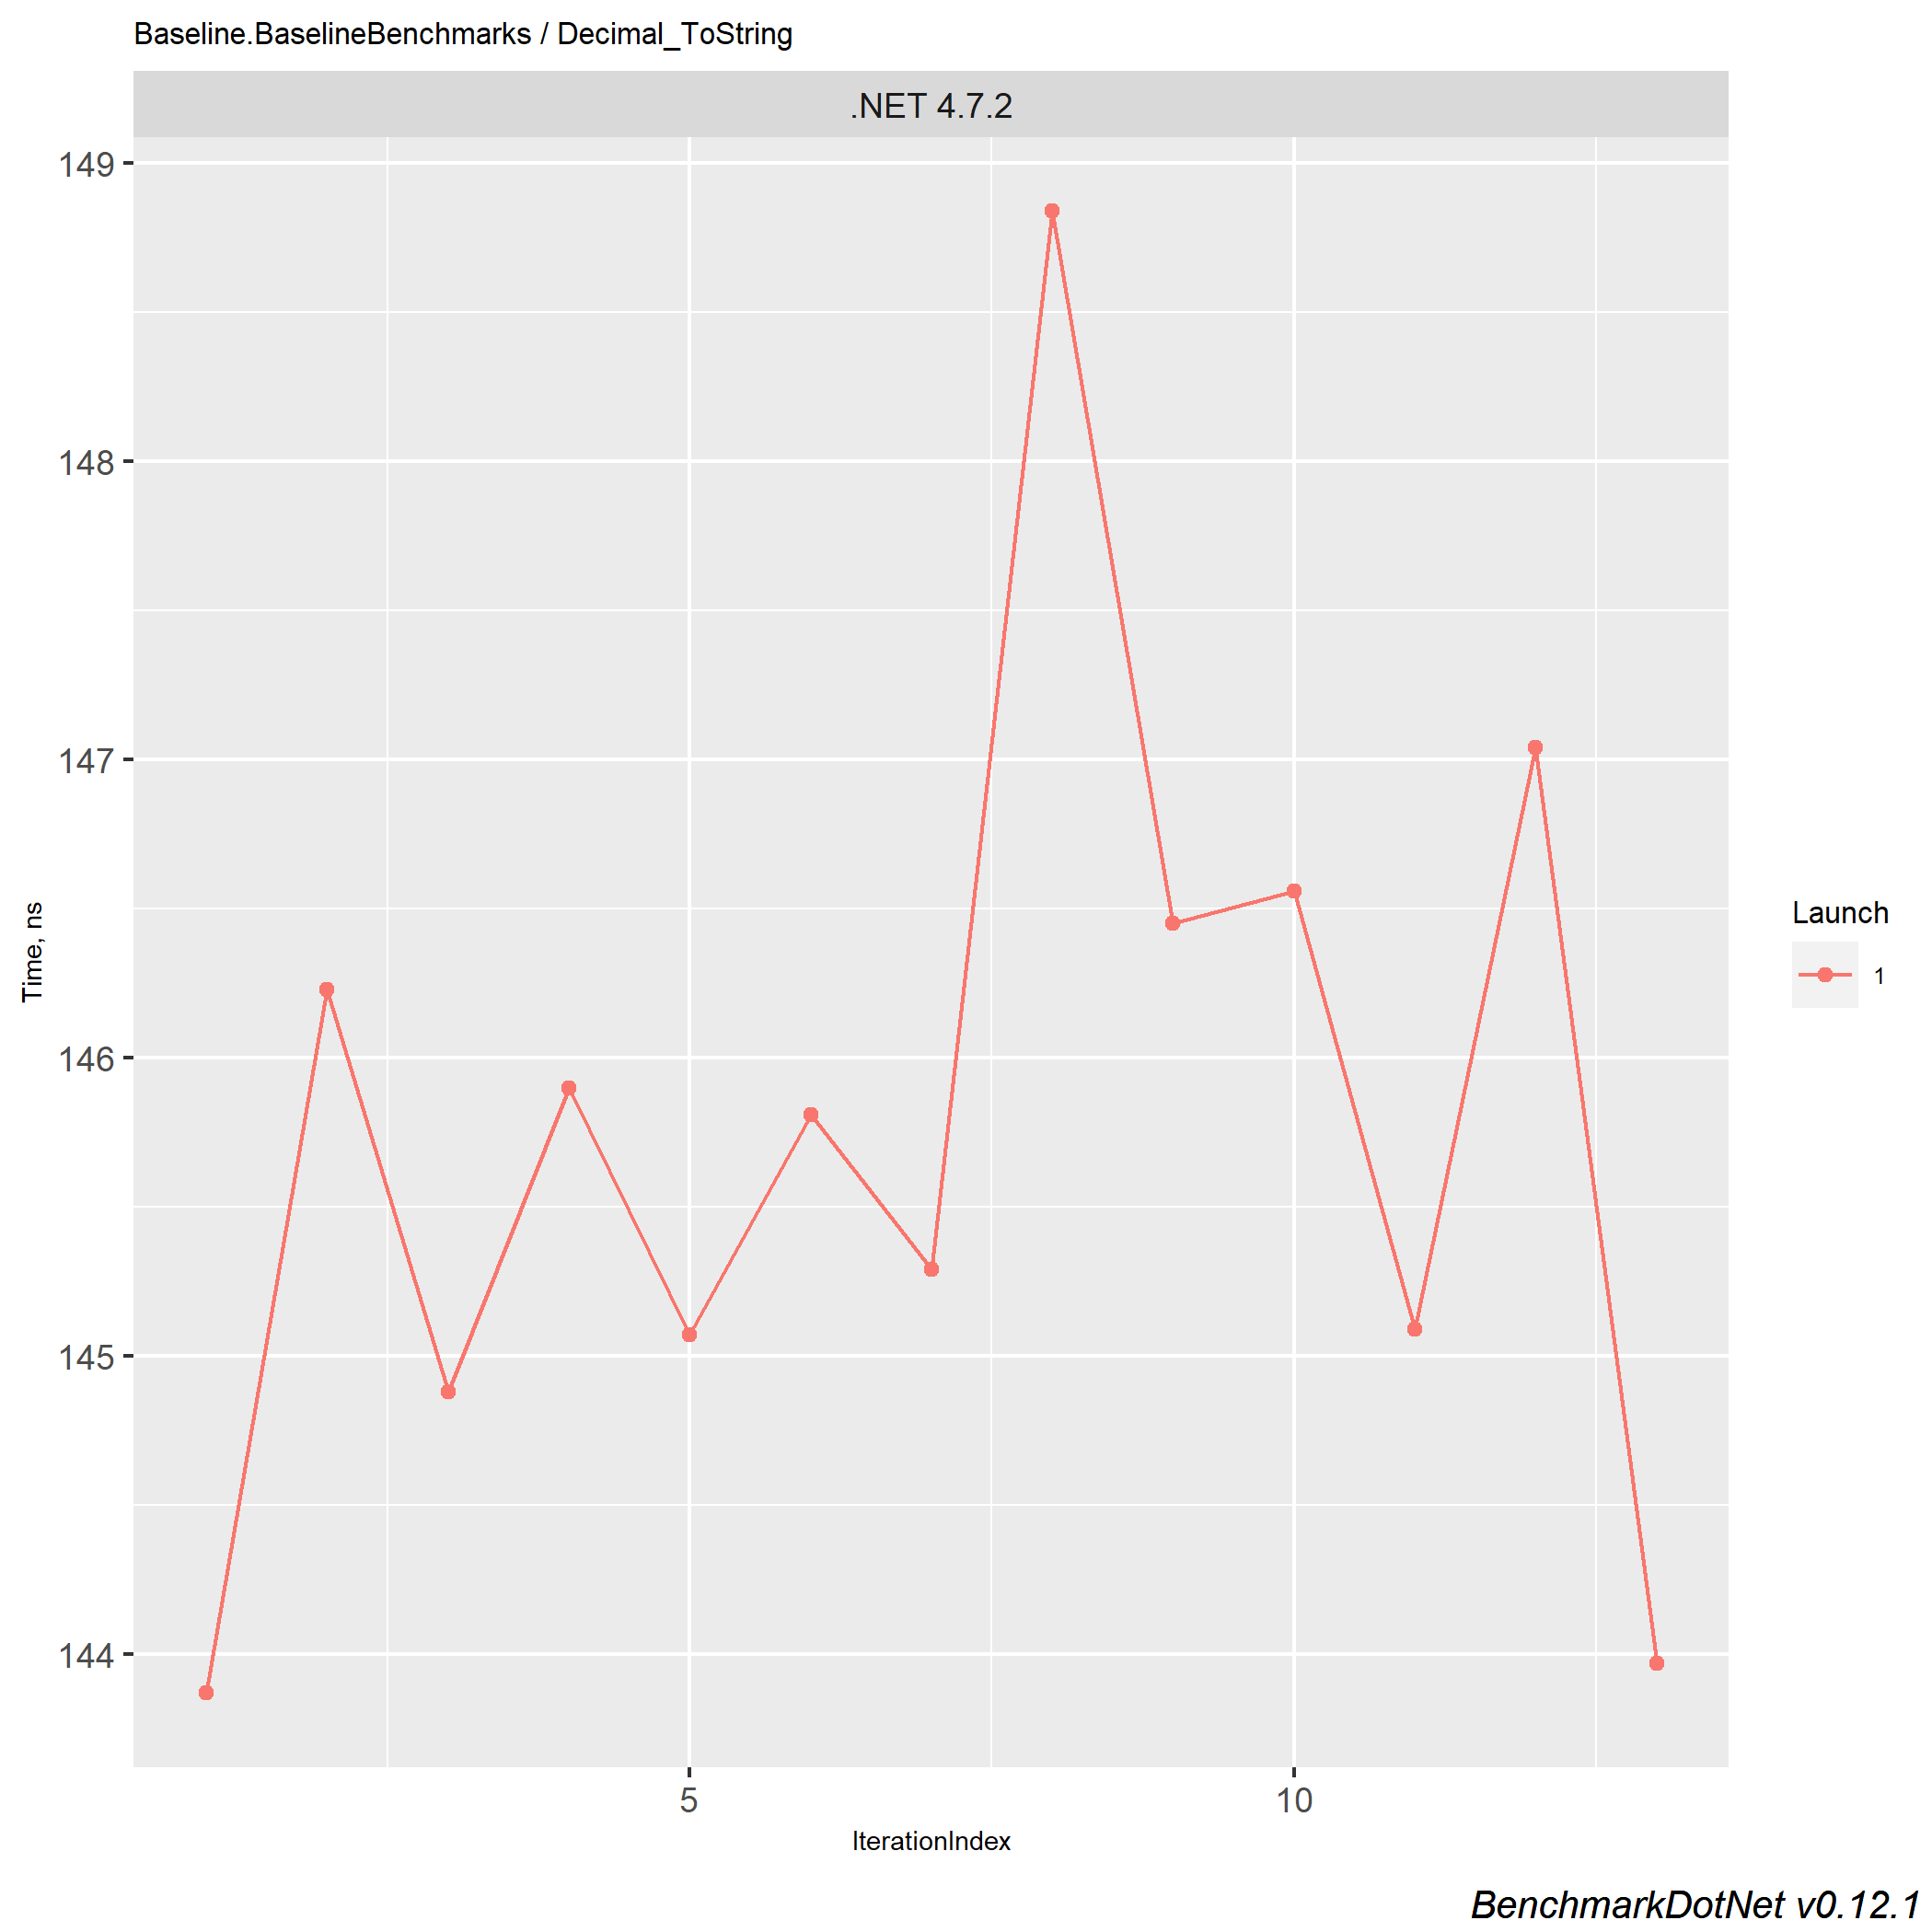 Baseline.BaselineBenchmarks / Decimal_ToString
.NET 4.7.2
149
148
147
146
145
144
Time, ns
5
10
IterationIndex
Launch
1
BenchmarkDotNet v0.12.1